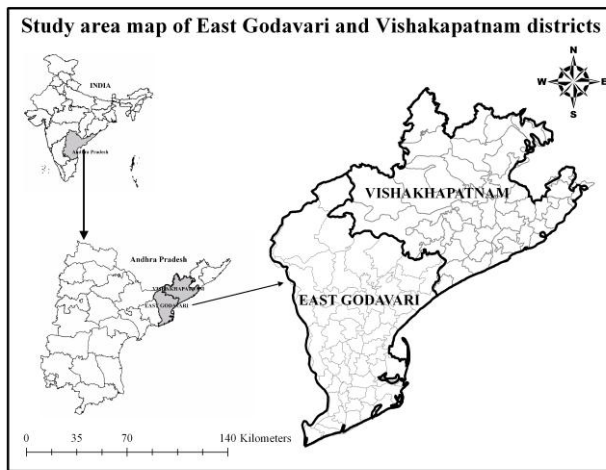 Study area map of East Godavari and Vishakapatnam districts
N
W E
S
INDIA
Andhra Pradesh
VISHAKHAPATNAM
Andhra Pradesh
VISHAKHAPATNAM
EAST GODAVARI
EAST GODAVARI
0 35 70 140 Kilometers